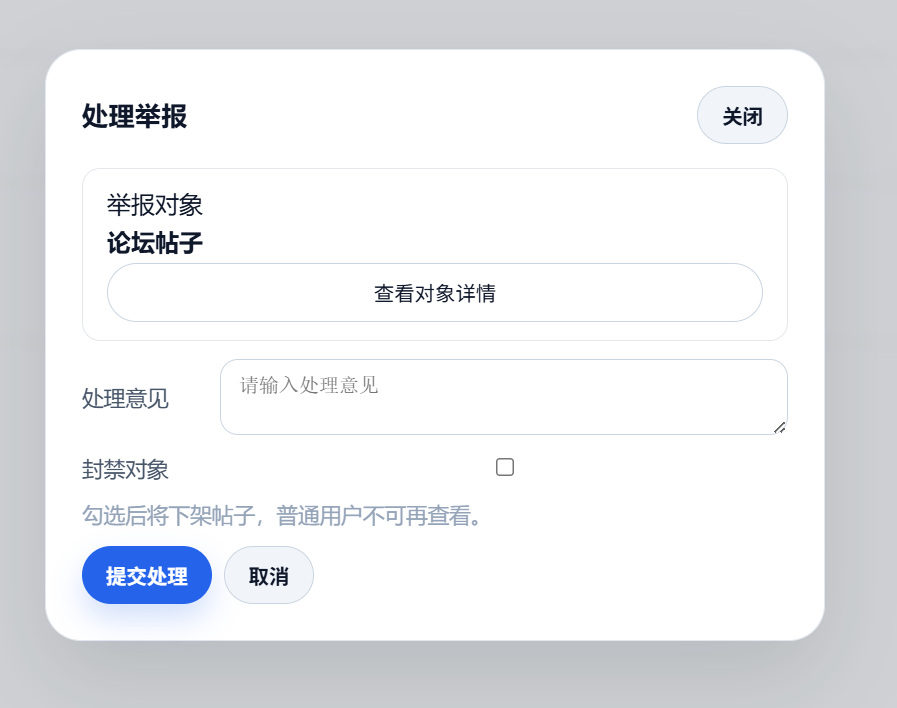 处理举报
关闭
举报对象
论坛帖子
查看对象详情
处理意见
请输入处理意见
封禁对象
勾选后将下架帖子，普通用户不可再查看。
提交处理
取消